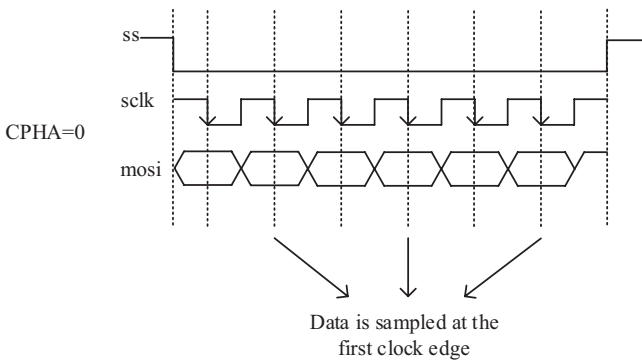 ss
sclk
CPHA=0
mosi
Data is sampled at the
first clock edge